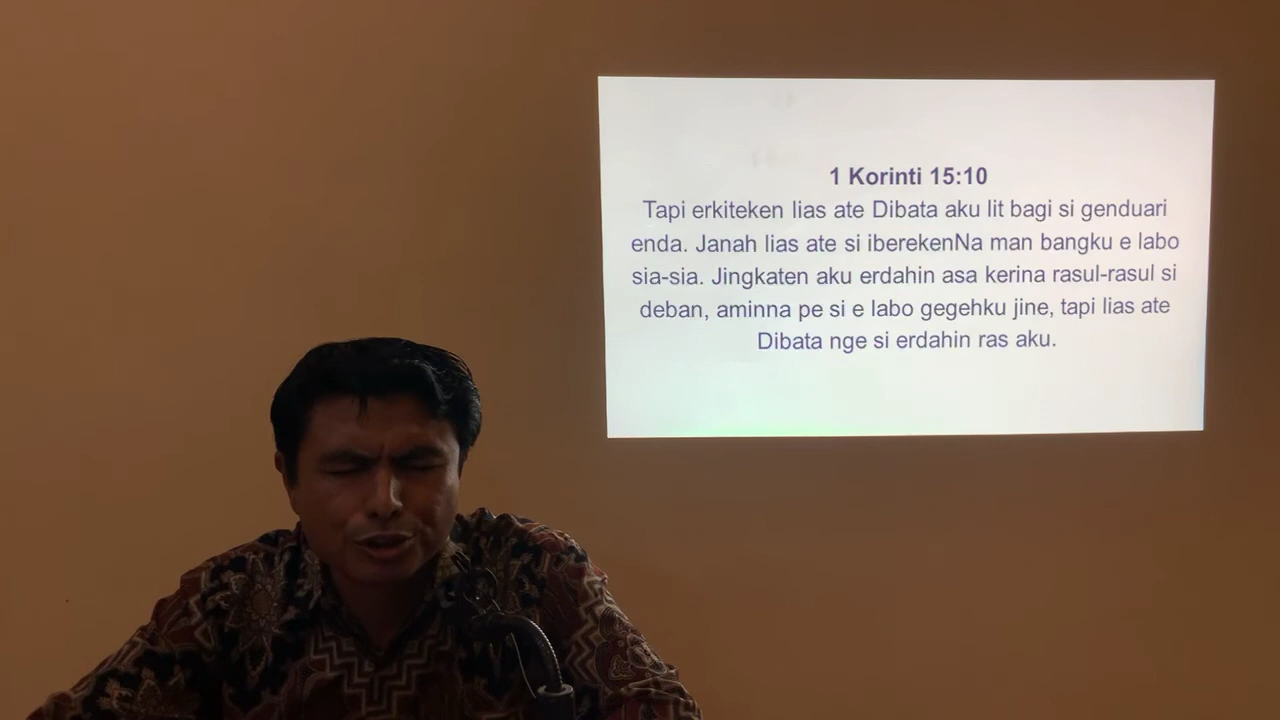 1 Korinti 15:10
Tapi erkiteken lias ate Dibata aku lit bagi si genduari
enda. Janah lias ate si iberekenNa man bangku e labo
sia-sia. Jingkaten aku erdahin asa kerina rasul-rasul si
deban, aminna pe si e labo gegehku jine, tapi lias ate
Dibata nge si erdahin ras aku.